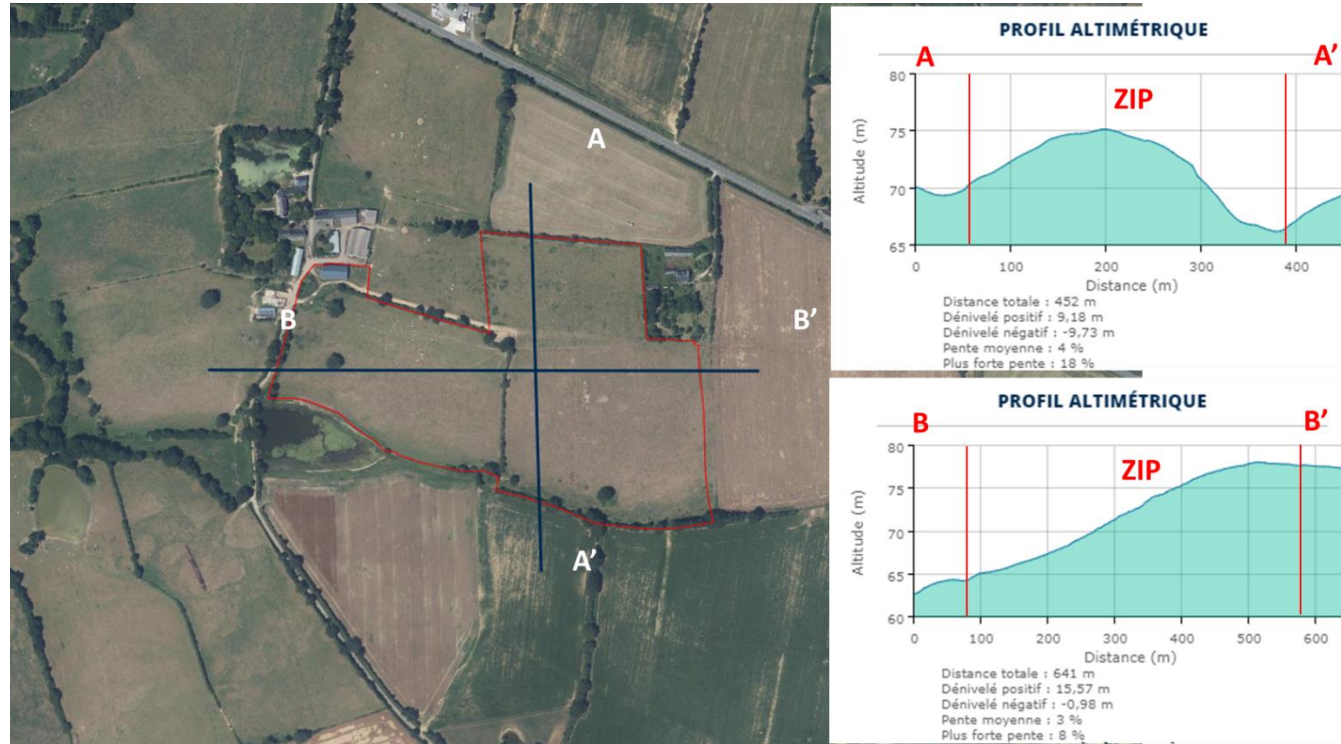 A
B
B’
A’
PROFIL ALTIMÉTRIQUE
A
A’
ZIP
80
75
70
65
Altitude (m)
0
100
200
300
400
Distance (m)
Distance totale : 452 m
Dénivelé positif : 9,18 m
Dénivelé négatif : -9,73 m
Pente moyenne : 4 %
Plus forte pente : 18 %
PROFIL ALTIMÉTRIQUE
B
B’
ZIP
80
75
70
65
60
Altitude (m)
0
100
200
300
400
500
600
Distance (m)
Distance totale : 641 m
Dénivelé positif : 15,57 m
Dénivelé négatif : -0,98 m
Pente moyenne : 3 %
Plus forte pente : 8 %